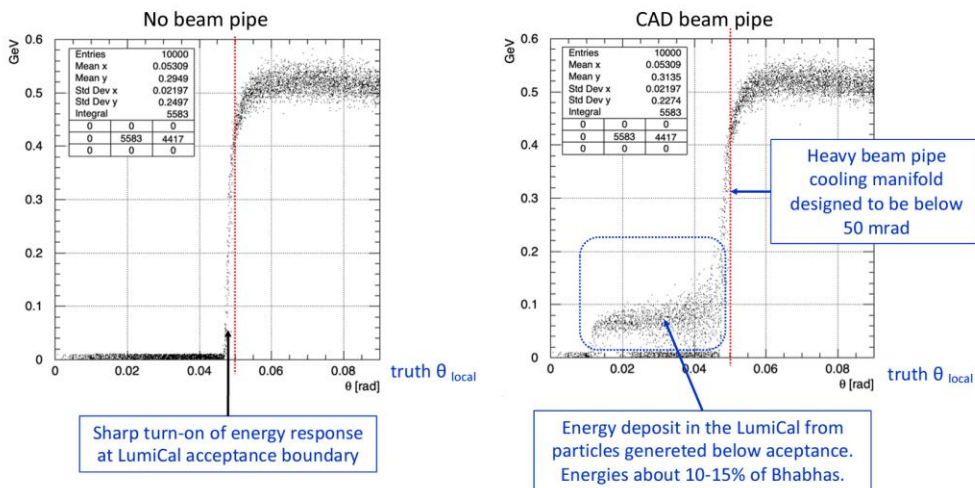 No beam pipe
GeV
0.6
0.5
0.4
0.3
0.2
0.1
0
Entries 10000
Mean x 0.05309
Mean y 0.2949
Std Dev x 0.02197
Std Dev y 0.2497
Integral 5583
0 0 0
0 5583 4417
0 0 0
0 0.02 0.04 0.06 0.08
θ [rad]
truth θ local
Sharp turn-on of energy response
at LumiCal acceptance boundary
CAD beam pipe
GeV
0.6
0.5
0.4
0.3
0.2
0.1
0
Entries 10000
Mean x 0.05309
Mean y 0.3135
Std Dev x 0.02197
Std Dev y 0.2274
Integral 5583
0 0 0
0 5583 4417
0 0 0
0 0.02 0.04 0.06 0.08
θ [rad]
truth θ local
Heavy beam pipe
cooling manifold
designed to be below
50 mrad
Energy deposit in the LumiCal from
particles genereted below aceptance.
Energies about 10-15% of Bhabhas.